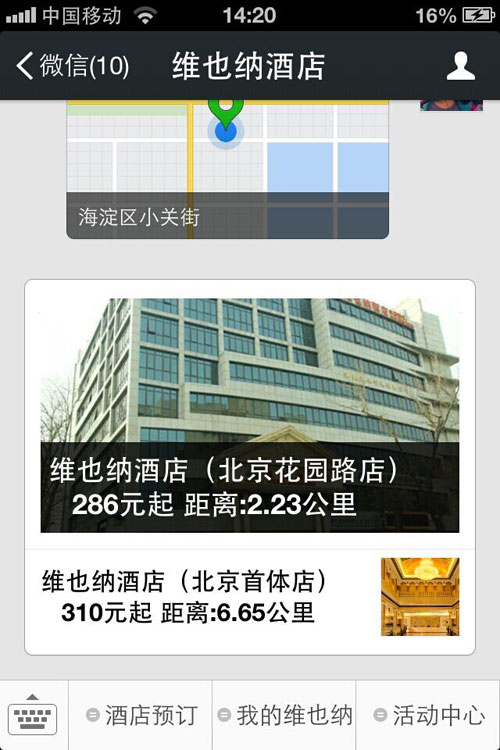 中国移动 14:20 16%
微信(10) 维也纳酒店
海淀区小关街
维也纳酒店（北京花园路店）
286元起 距离:2.23公里
维也纳酒店（北京首体店）
310元起 距离:6.65公里
酒店预订 我的维也纳 活动中心